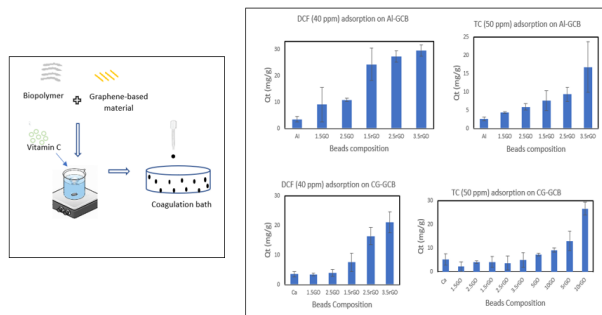 Biopolymer
Graphene-based
material
Vitamin C
Coagulation bath
DCF (40 ppm) adsorption on Al-GCB
Qt (mg/g)
30
20
10
0
Al
1.5GO
2.5GO
1.5rGO
2.5rGO
3.5rGO
Beads composition
TC (50 ppm) adsorption on Al-GCB
Qt (mg/g)
25
20
15
10
5
0
Al
1.5GO
2.5GO
1.5rGO
2.5rGO
3.5rGO
Beads composition
DCF (40 ppm) adsorption on CG-GCB
Qt (mg/g)
30
20
10
0
Ca
1.5GO
2.5GO
1.5rGO
2.5rGO
3.5rGO
Beads Composition
TC (50 ppm) adsorption on CG-GCB
Qt (mg/g)
30
25
20
15
10
5
0
Ca
1.5GO
2.5GO
1.5rGO
2.5rGO
3.5rGO
5GO
10GO
5rGO
10rGO
Beads Composition